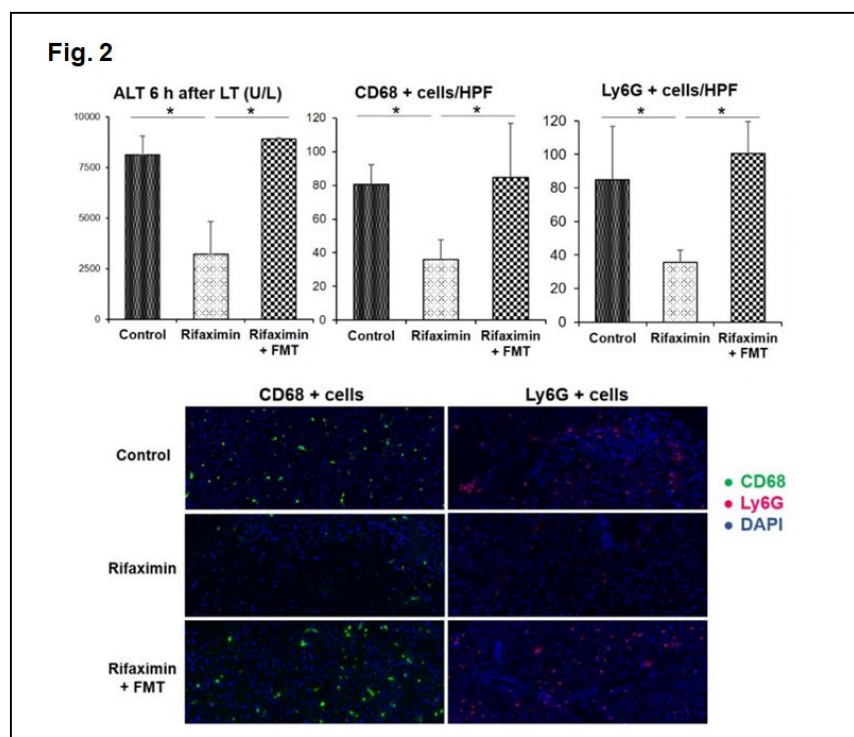 Fig. 2
ALT 6 h after LT (U/L)
CD68 + cells/HPF
Ly6G + cells/HPF
*
*
*
*
*
*
10000
7500
5000
2500
0
Control
Rifaximin
Rifaximin
+ FMT
120
100
80
60
40
20
0
Control
Rifaximin
Rifaximin
+ FMT
120
100
80
60
40
20
0
Control
Rifaximin
Rifaximin
+ FMT
CD68 + cells
Ly6G + cells
Control
Rifaximin
Rifaximin
+ FMT
CD68
Ly6G
DAPI